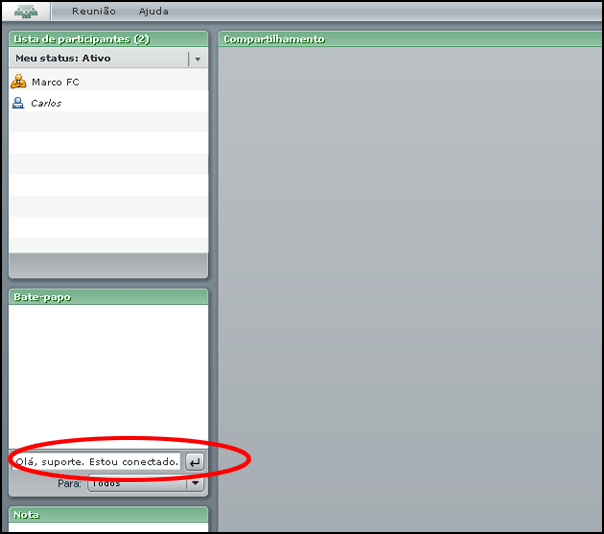 Reunião Ajuda
Lista de participantes (2)
Meu status: Ativo
Marco FC
Carlos
Bate-papo
Olá, suporte. Estou conectado.
Para: Todos
Nota
Compartilhamento